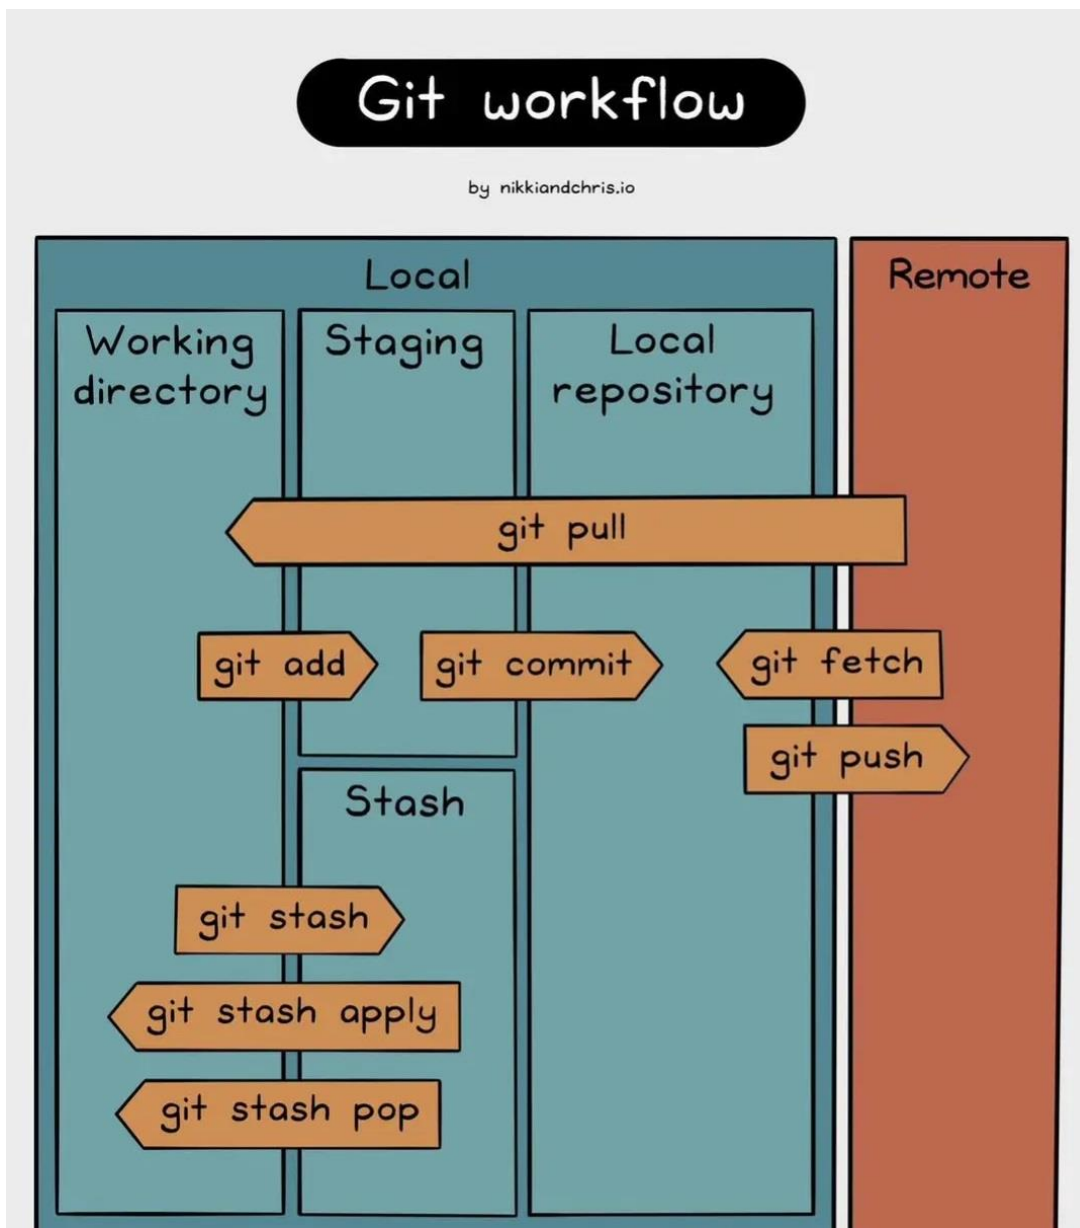 Git workflow
by nikkiandchris.io
Local
Remote
Working
directory
Staging
Local
repository
git pull
git add
git commit
git fetch
git push
Stash
git stash
git stash apply
git stash pop